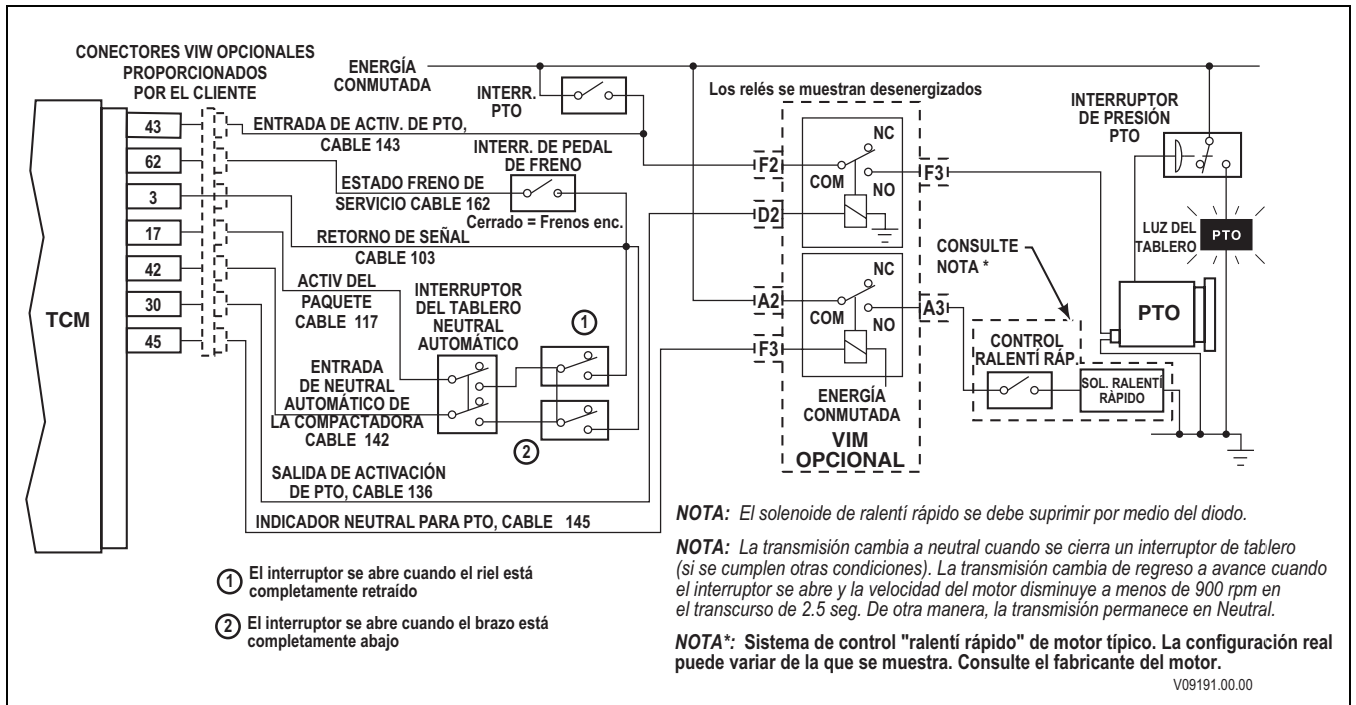 CONECTORES VIW OPCIONALES
PROPORCIONADOS
POR EL CLIENTE
ENERGÍA
CONMUTADA
INTERR.
PTO
Los relés se muestran desenergizados
INTERRUPTOR
DE PRESIÓN
PTO
TCM
43
62
3
17
42
30
45
ENTRADA DE ACTIV. DE PTO,
CABLE 143
INTERR. DE PEDAL
DE FRENO
ESTADO FRENO DE
SERVICIO CABLE 162
Cerrado = Frenos enc.
RETORNO DE SEÑAL
CABLE 103
ACTIV DEL
PAQUETE
CABLE 117
INTERRUPTOR
DEL TABLERO
NEUTRAL
AUTOMÁTICO
1
2
ENTRADA
DE NEUTRAL
AUTOMÁTICO DE
LA COMPACTADORA
CABLE 142
SALIDA DE ACTIVACIÓN
DE PTO, CABLE 136
INDICADOR NEUTRAL PARA PTO, CABLE 145
F2
NC
COM
NO
F3
D2
A2
NC
COM
NO
A3
F3
ENERGÍA
CONMUTADA
VIM
OPCIONAL
CONSULTE
NOTA *
LUZ DEL
TABLERO
PTO
PTO
CONTROL
RALENTÍ RÁP.
SOL. RALENTÍ
RÀPIDO
1 El interruptor se abre cuando el riel está
completamente retraído
2 El interruptor se abre cuando el brazo está
completamente abajo
NOTA: El solenoide de ralentí rápido se debe suprimir por medio del diodo.
NOTA: La transmisión cambia a neutral cuando se cierra un interruptor de tablero
(si se cumplen otras condiciones). La transmisión cambia de regreso a avance cuando
el interruptor se abre y la velocidad del motor disminuye a menos de 900 rpm en
el transcurso de 2.5 seg. De otra manera, la transmisión permanece en Neutral.
NOTA*: Sistema de control "ralentí rápido" de motor típico. La configuración real
puede variar de la que se muestra. Consulte el fabricante del motor.
V09191.00.00